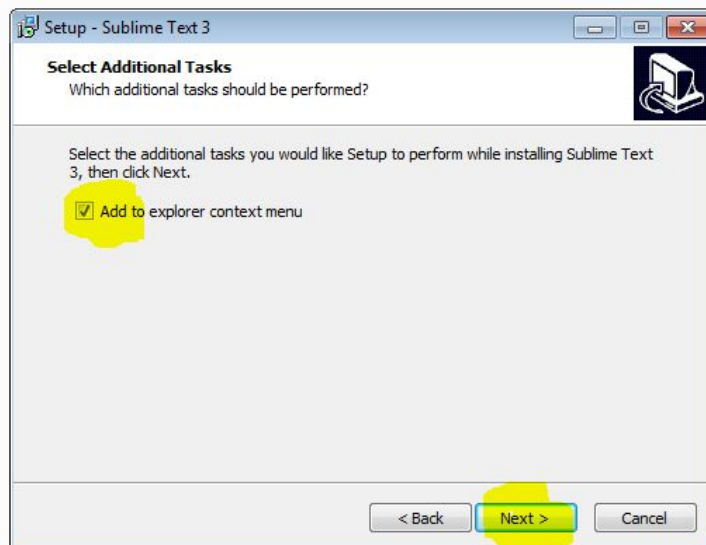 Setup - Sublime Text 3
Select Additional Tasks
Which additional tasks should be performed?
Select the additional tasks you would like Setup to perform while installing Sublime Text
3, then click Next.
Add to explorer context menu
< Back
Next >
Cancel